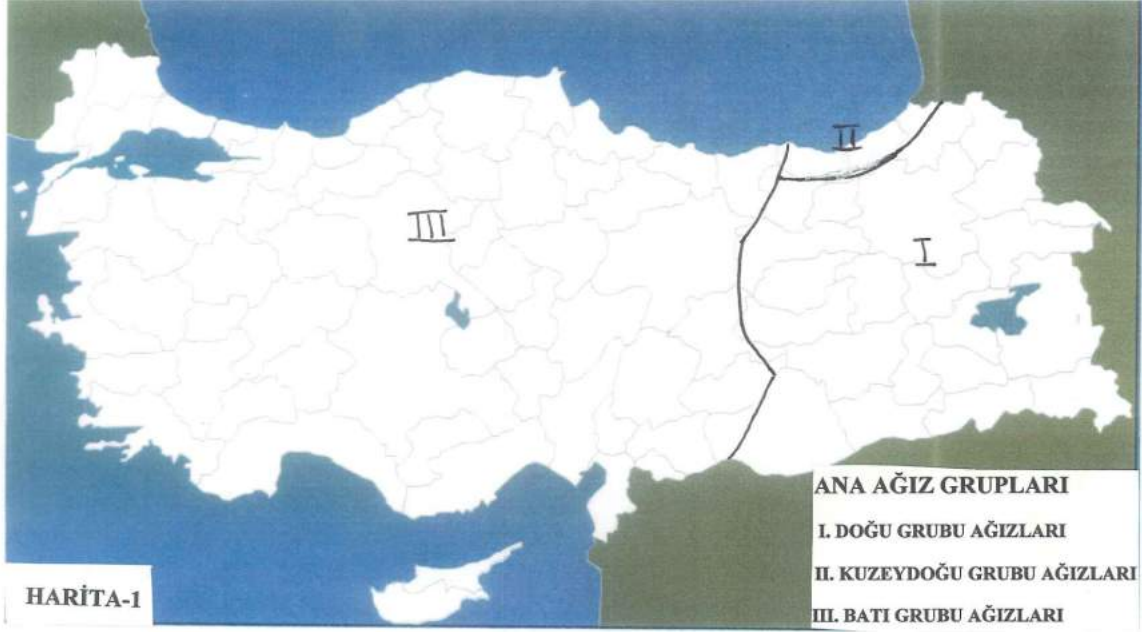 II
III
I
ANA AĞIZ GRUPLARI
I. DOĞU GRUBU AĞIZLARI
II. KUZEYDOĞU GRUBU AĞIZLARI
III. BATI GRUBU AĞIZLARI
HARİTA-1